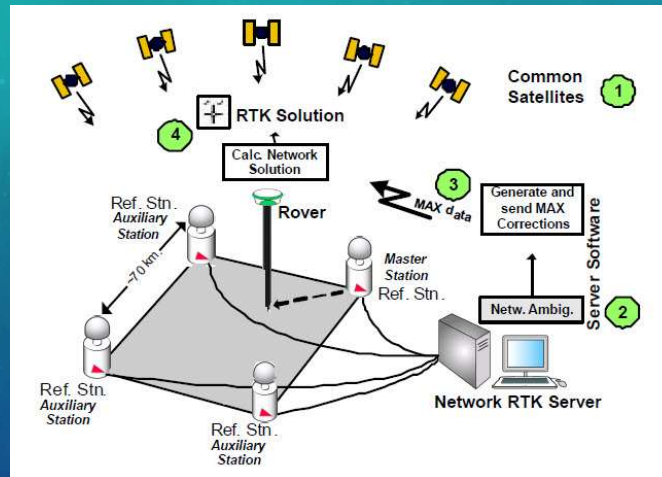 Common
Satellites
1
4
RTK Solution
Calc. Network
Solution
3
MAX data
Generate and
send MAX
Corrections
Server Software
Rover
Ref. Stn.
Auxiliary
Station
~70 km.
Master
Station
Ref. Stn.
Netw. Ambig.
2
Ref. Stn.
Auxiliary
Station
Ref. Stn.
Auxiliary
Station
Network RTK Server